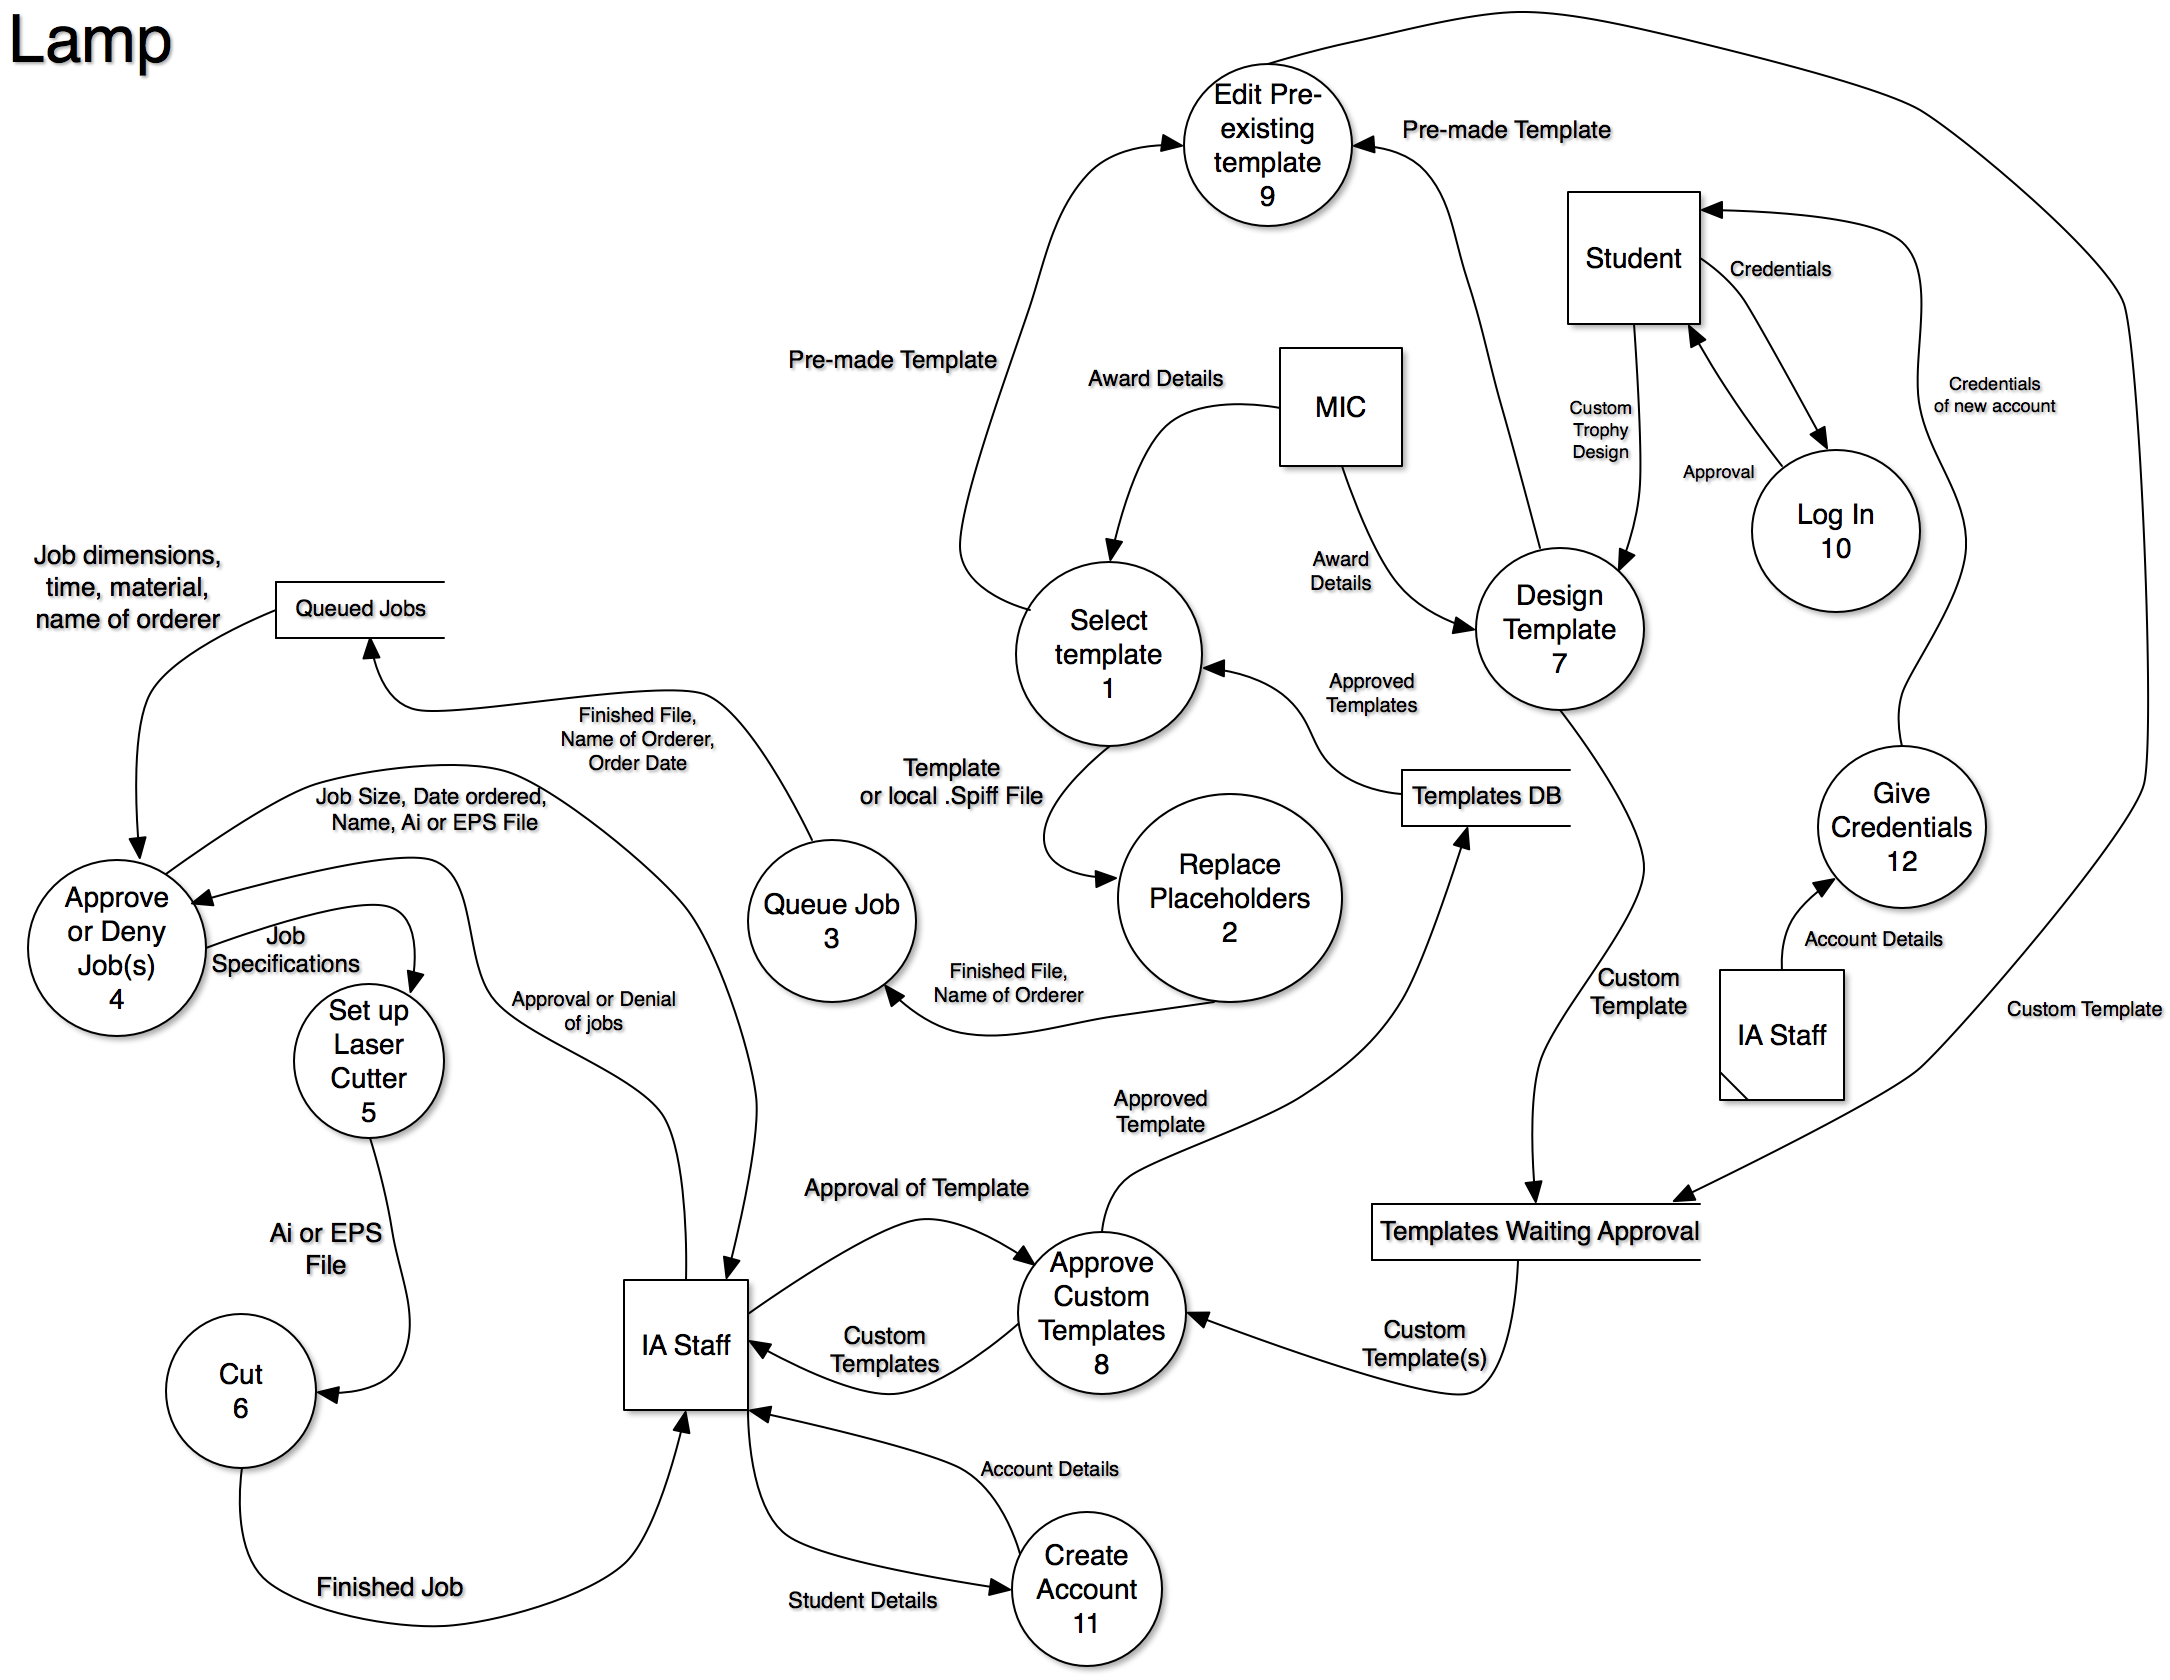 Lamp
Edit Pre-
existing
template
9
Pre-made Template
Student
Credentials
Pre-made Template
Award Details
MIC
Custom
Trophy
Design
Credentials
of new account
Approval
Log In
10
Job dimensions,
time, material,
name of orderer
Queued Jobs
Award
Details
Select
template
1
Design
Template
7
Approved
Templates
Finished File,
Name of Orderer,
Order Date
Template
or local .Spiff File
Templates DB
Job Size, Date ordered,
Name, Ai or EPS File
Give
Credentials
12
Approve
or Deny
Job(s)
4
Queue Job
3
Replace
Placeholders
2
Job
Specifications
Account Details
Set up
Laser
Cutter
5
Approval or Denial
of jobs
Finished File,
Name of Orderer
Custom
Template
IA Staff
Custom Template
Approved
Template
Approval of Template
Ai or EPS
File
Templates Waiting Approval
Approve
Custom
Templates
8
IA Staff
Custom
Templates
Custom
Template(s)
Cut
6
Account Details
Create
Account
11
Finished Job
Student Details